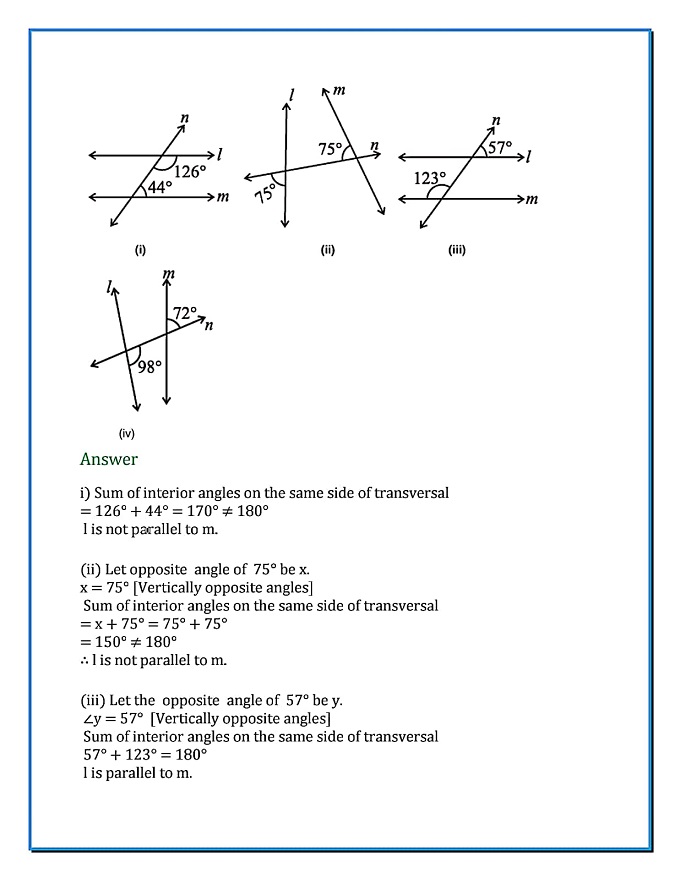 n
l
126°
44°
m
(i)
l
m
75°
n
75°
(ii)
n
57°
l
123°
m
(iii)
l
m
72°
n
98°
(iv)
Answer
i) Sum of interior angles on the same side of transversal
= 126° + 44° = 170° ≠ 180°
l is not parallel to m.
(ii) Let opposite angle of 75° be x.
x = 75° [Vertically opposite angles]
Sum of interior angles on the same side of transversal
= x + 75° = 75° + 75°
= 150° ≠ 180°
∴ l is not parallel to m.
(iii) Let the opposite angle of 57° be y.
∠y = 57° [Vertically opposite angles]
Sum of interior angles on the same side of transversal
57° + 123° = 180°
l is parallel to m.